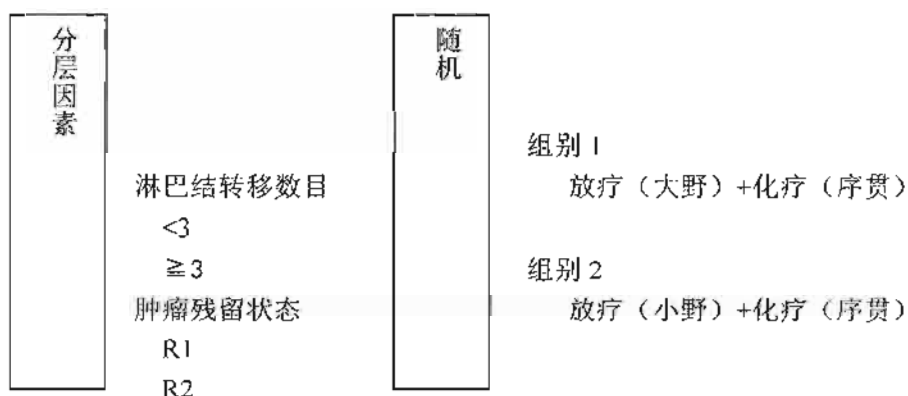 分层因素
淋巴结转移数目
<3
≧3
肿瘤残留状态
R1
R2
随机
组别 1
放疗（大野）+化疗（序贯）
组别 2
放疗（小野）+化疗（序贯）